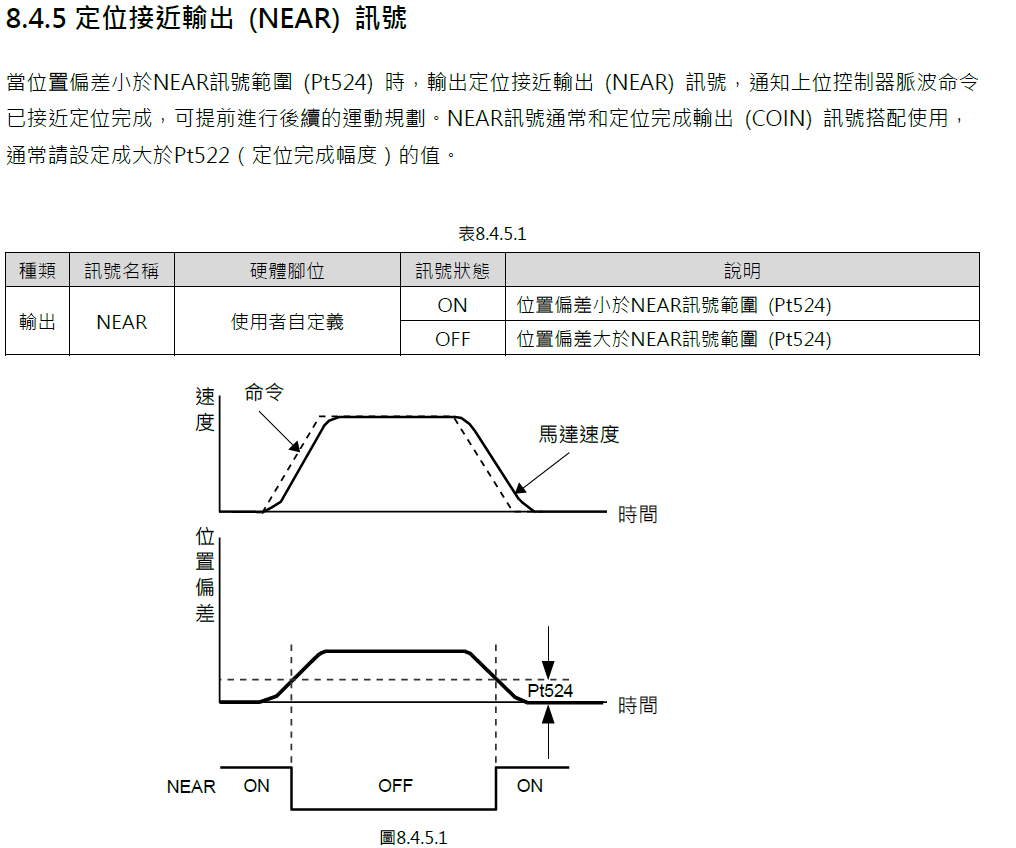 8.4.5 定位接近輸出 (NEAR) 訊號
當位置偏差小於NEAR訊號範圍 (Pt524) 時，輸出定位接近輸出 (NEAR) 訊號，通知上位控制器脈波命令
已接近定位完成，可提前進行後續的運動規劃。NEAR訊號通常和定位完成輸出 (COIN) 訊號搭配使用，
通常請設定成大於Pt522（定位完成幅度）的值。
表8.4.5.1
種類 訊號名稱 硬體腳位 訊號狀態 說明
輸出 NEAR 使用者自定義 ON 位置偏差小於NEAR訊號範圍 (Pt524)
OFF 位置偏差大於NEAR訊號範圍 (Pt524)
速度
命令
馬達速度
時間
位置偏差
Pt524
時間
NEAR ON OFF ON
圖8.4.5.1